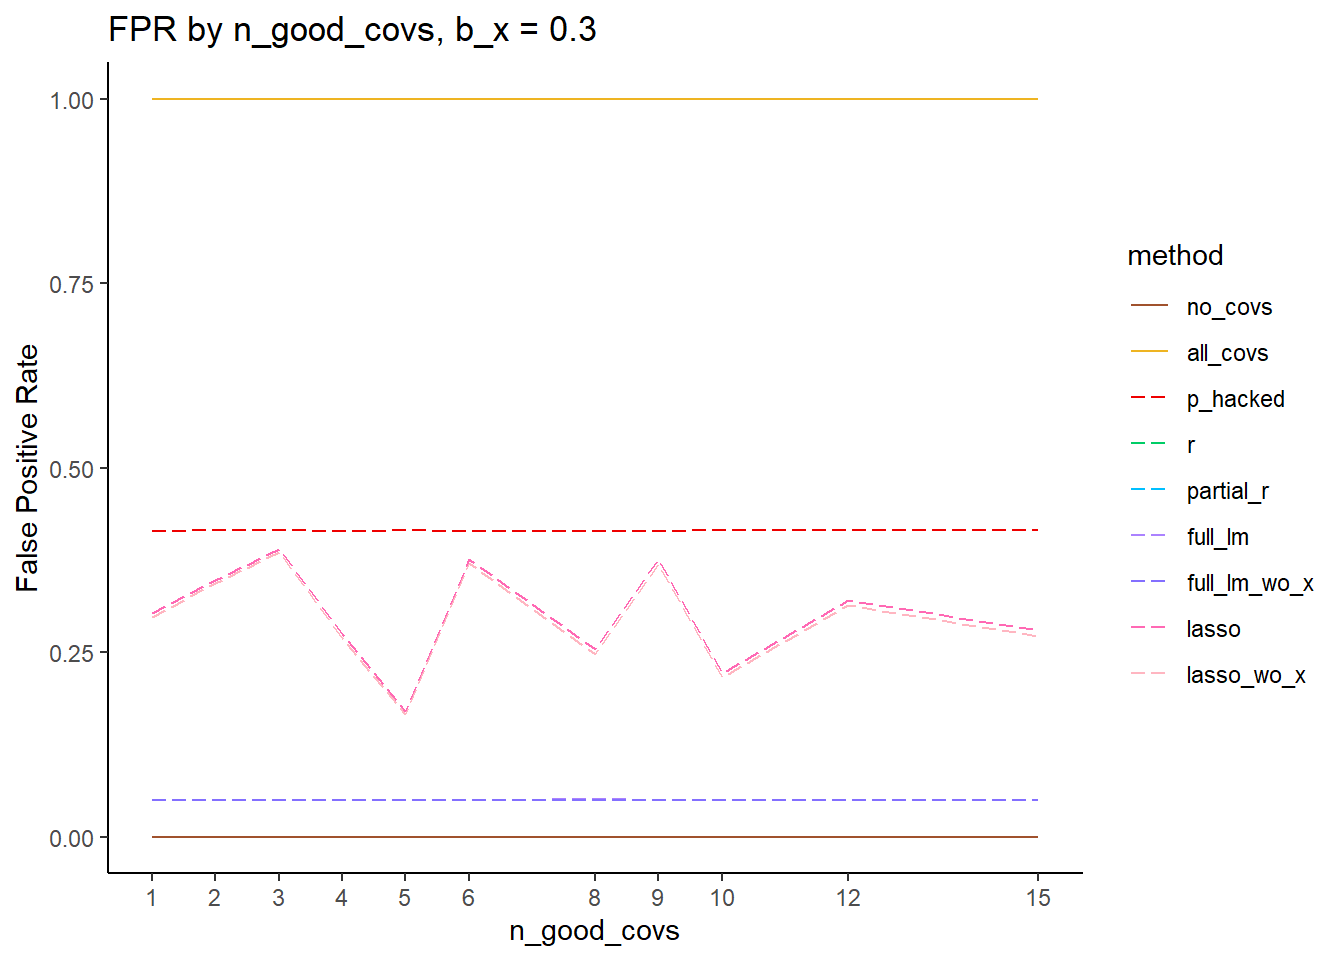 FPR by n_good_covs, b_x = 0.3
False Positive Rate
1.00
0.75
0.50
0.25
0.00
1 2 3 4 5 6 8 9 10 12 15
n_good_covs
method
no_covs
all_covs
p_hacked
r
partial_r
full_lm
full_lm_wo_x
lasso
lasso_wo_x